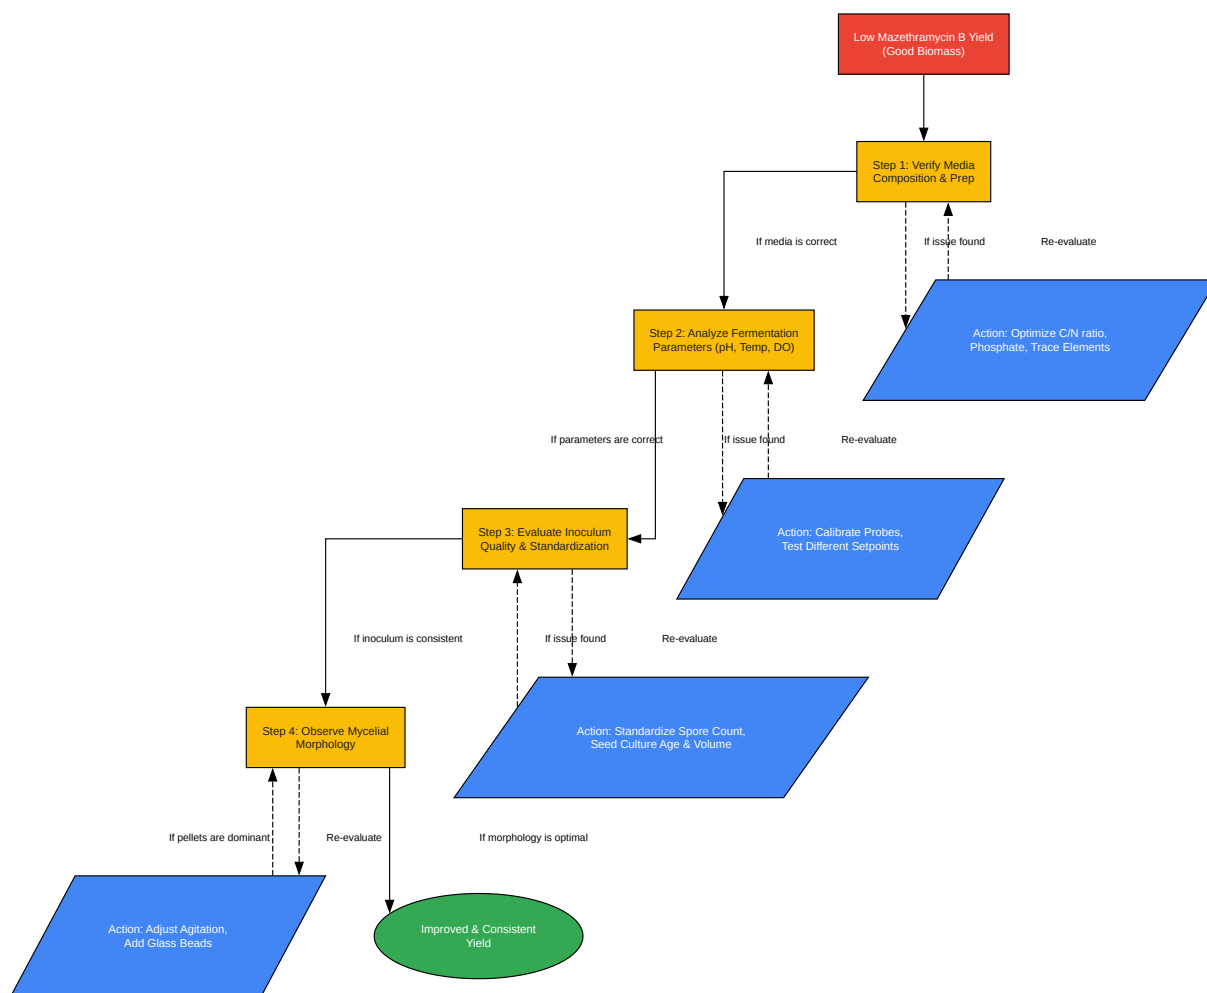 Low Mazethramycin B Yield
(Good Biomass)
Step 1: Verify Media
Composition & Prep
If media is correct
If issue found
Re-evaluate
Action: Optimize C/N ratio,
Phosphate, Trace Elements
Step 2: Analyze Fermentation
Parameters (pH, Temp, DO)
If parameters are correct
If issue found
Re-evaluate
Action: Calibrate Probes,
Test Different Setpoints
Step 3: Evaluate Inoculum
Quality & Standardization
If inoculum is consistent
If issue found
Re-evaluate
Action: Standardize Spore Count,
Seed Culture Age & Volume
Step 4: Observe Mycelial
Morphology
If pellets are dominant
Re-evaluate
If morphology is optimal
Action: Adjust Agitation,
Add Glass Beads
Improved & Consistent
Yield